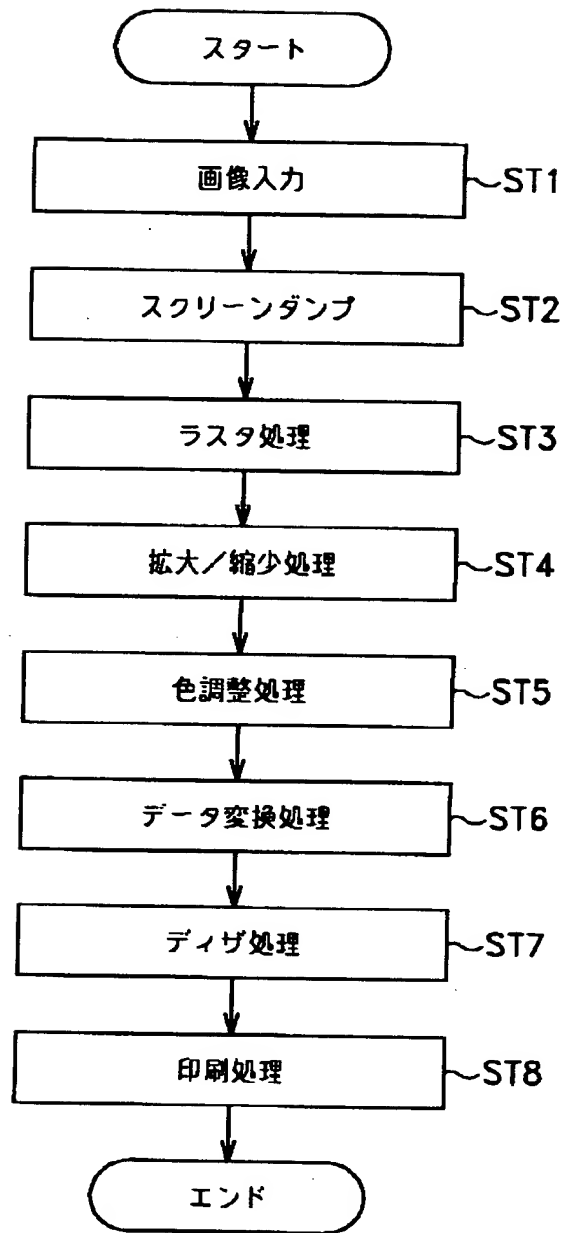 スタート
画像入力 ST1
スクリーンダンプ ST2
ラスタ処理 ST3
拡大／縮少処理 ST4
色調整処理 ST5
データ変換処理 ST6
ディザ処理 ST7
印刷処理 ST8
エンド